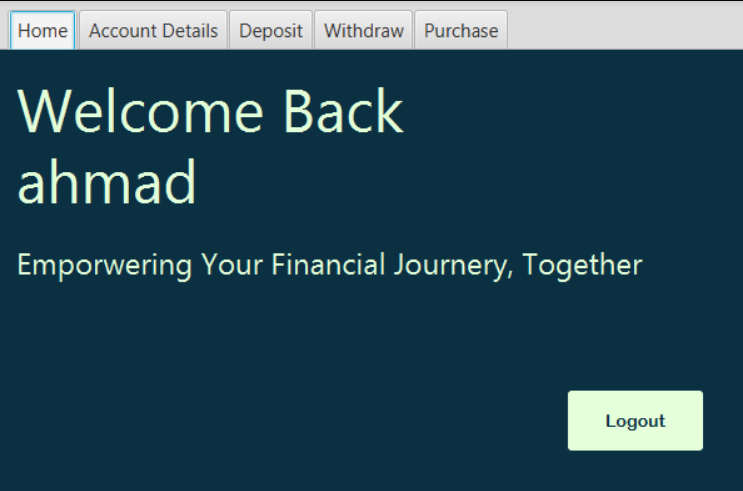 Home Account Details Deposit Withdraw Purchase
Welcome Back
ahmad
Emporwering Your Financial Journery, Together
Logout